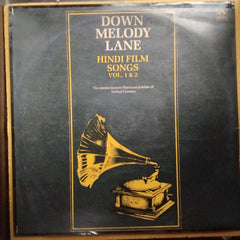 DOWN
MELODY
LANE
HINDI FILM
SONGS
VOL. 1 & 2
To commemorate Platinum Jubilee of
Indian Cinema